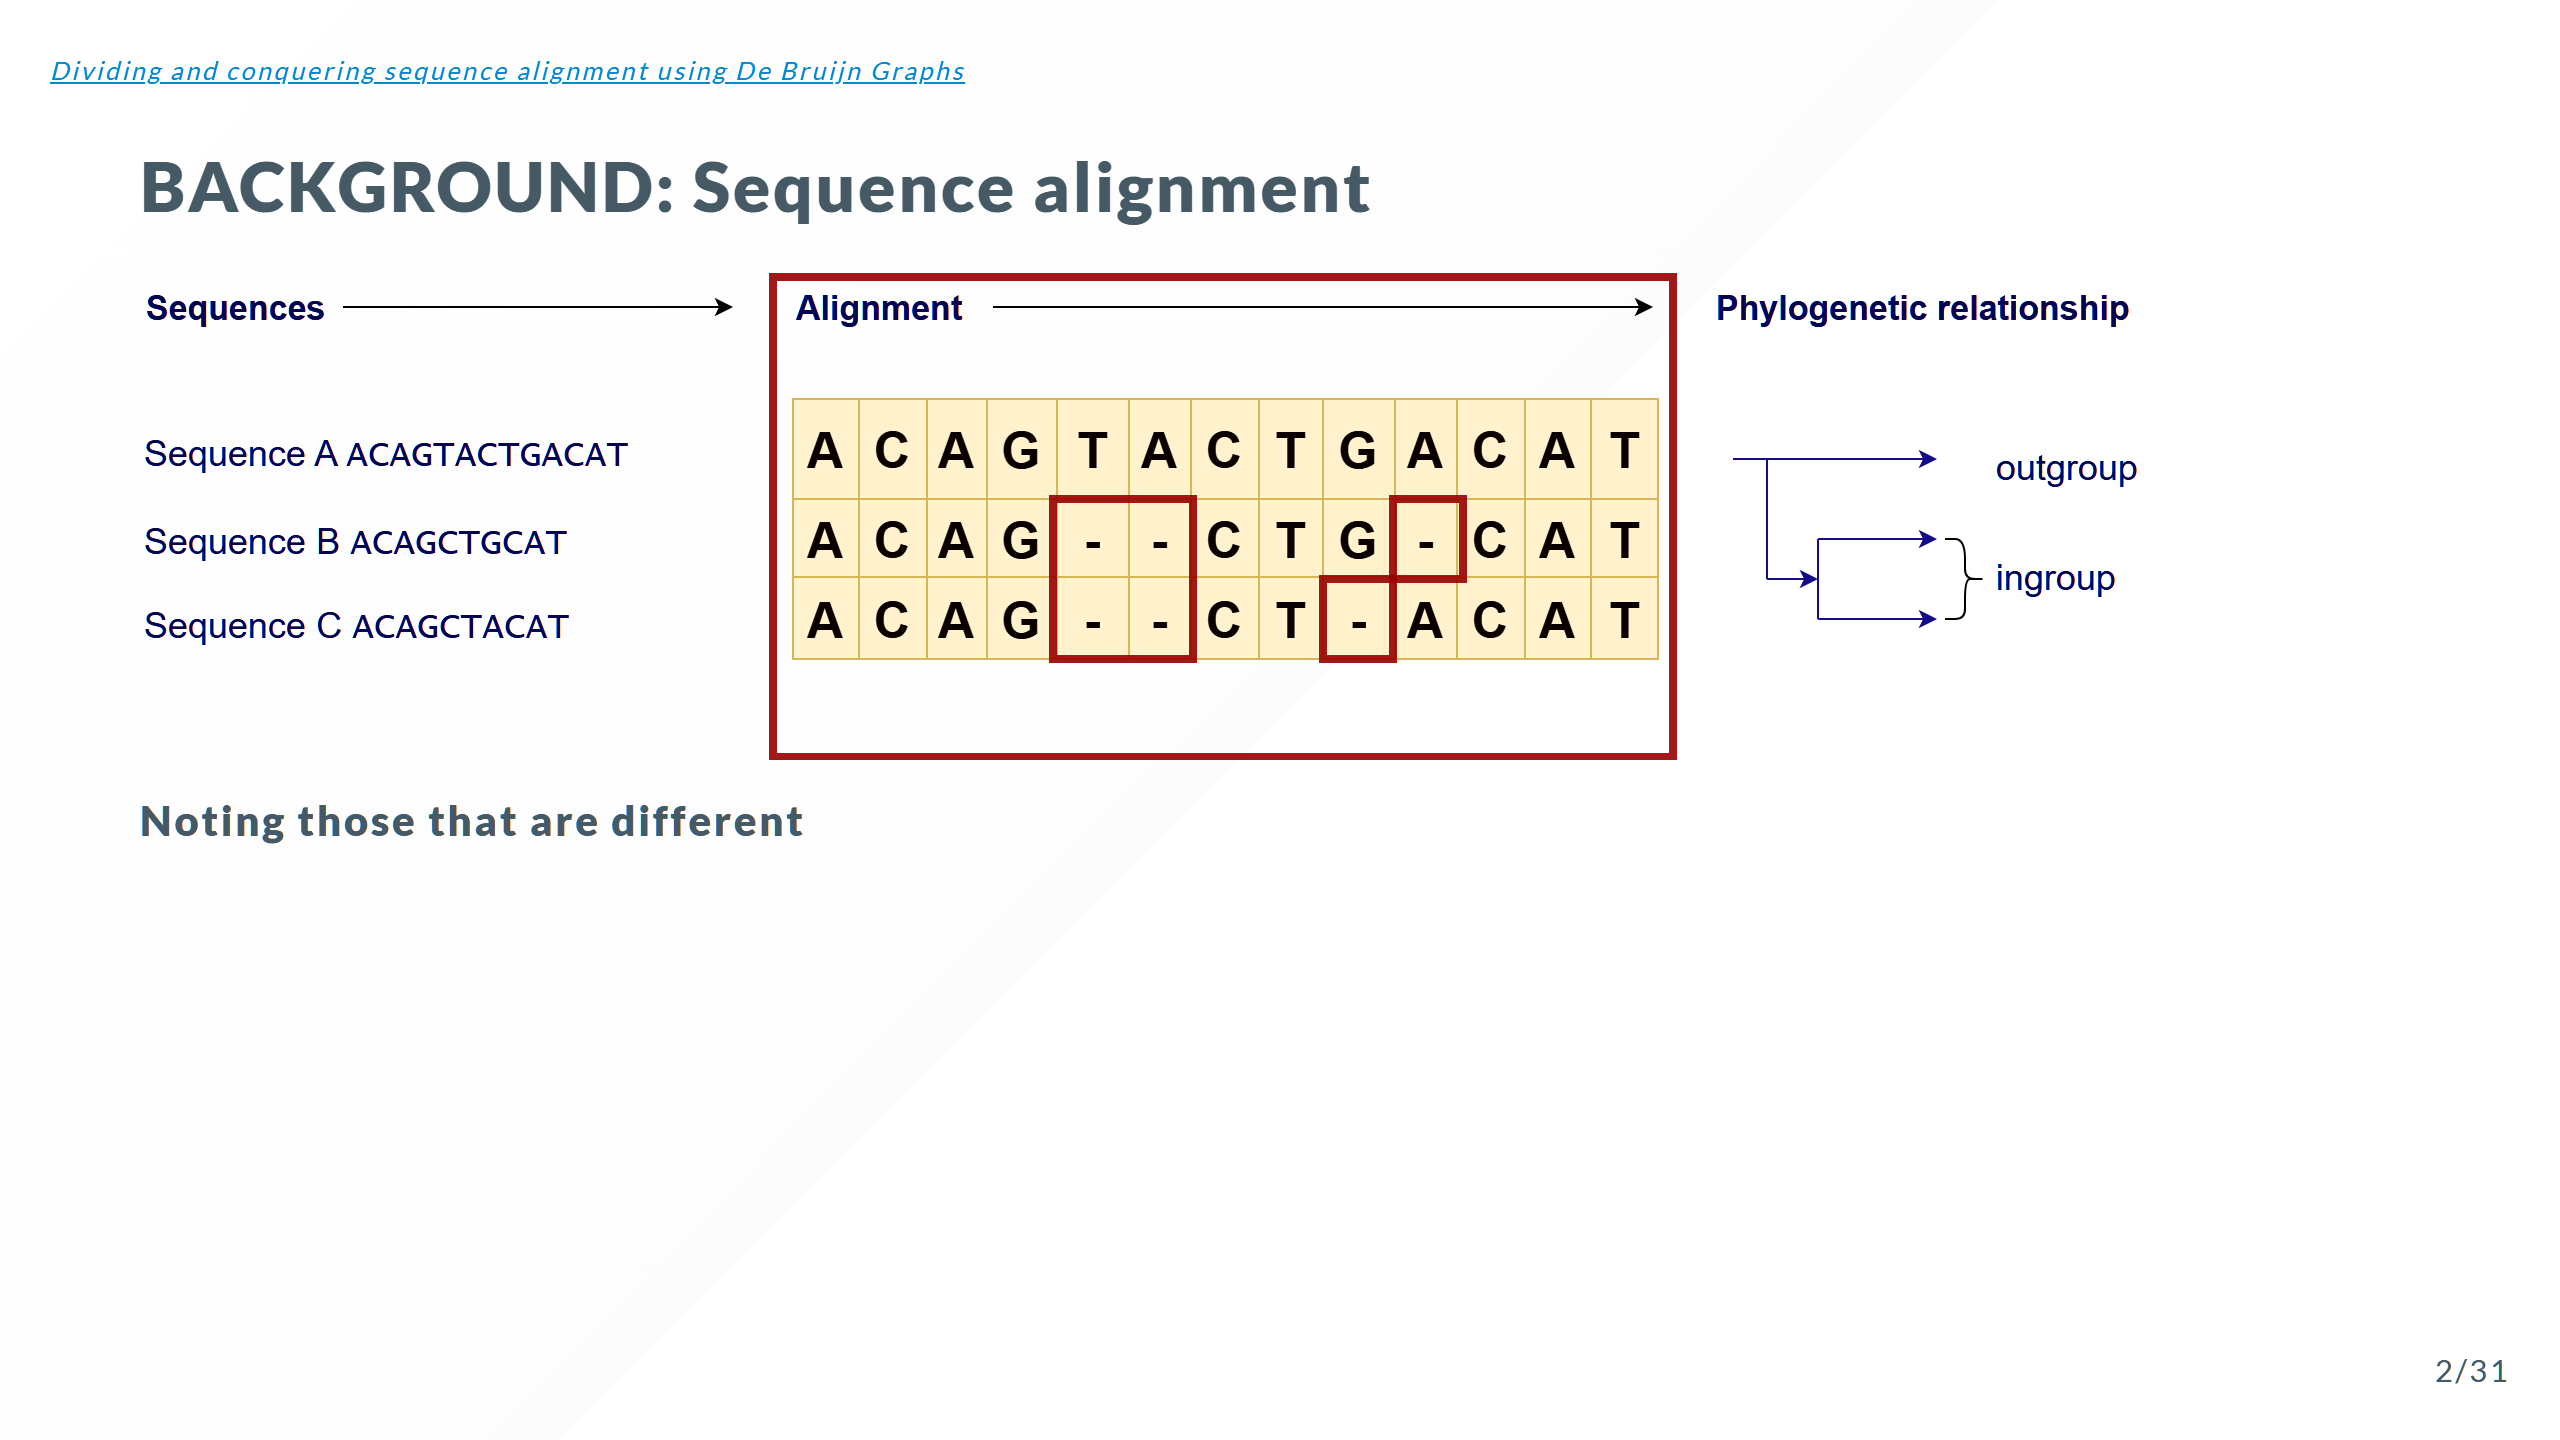 Dividing and conquering sequence alignment using De Bruijn Graphs
BACKGROUND: Sequence alignment
Sequences Alignment Phylogenetic relationship
Sequence A ACAGTACTGACAT
Sequence B ACAGCTGCAT
Sequence C ACAGCTACAT
A C A G T A C T G A C A T
A C A G - - C T G - C A T
A C A G - - C T - A C A T
outgroup
ingroup
Noting those that are different
2/31